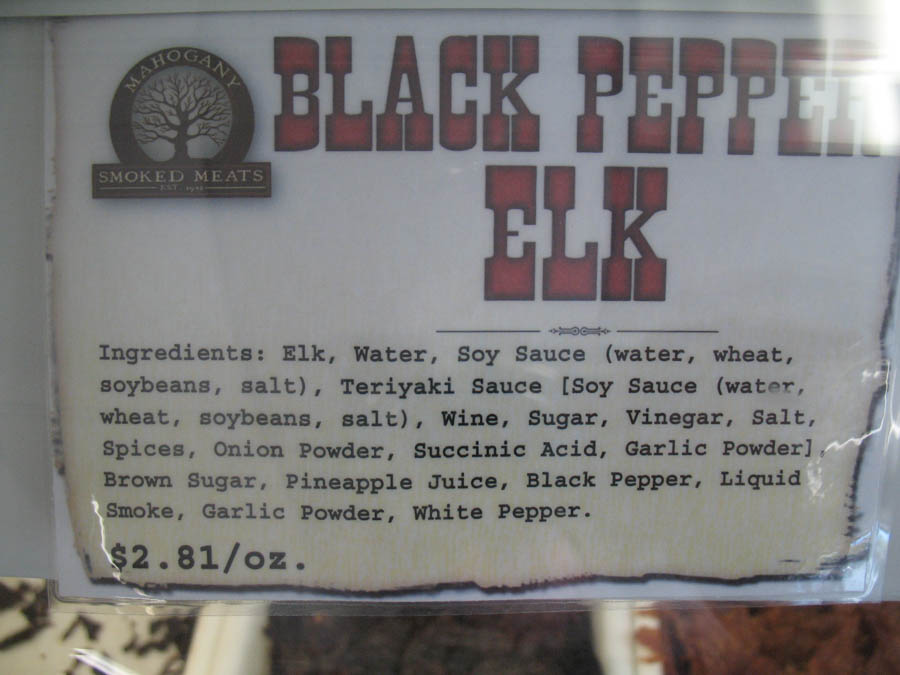 MAHOGANY
SMOKED MEATS
EST.
BLACK PEPPER
ELK
Ingredients: Elk, Water, Soy Sauce (water, wheat,
soybeans, salt), Teriyaki Sauce [Soy Sauce (water,
wheat, soybeans, salt), Wine, Sugar, Vinegar, Salt,
Spices, Onion Powder, Succinic Acid, Garlic Powder],
Brown Sugar, Pineapple Juice, Black Pepper, Liquid
Smoke, Garlic Powder, White Pepper.
$2.81/oz.